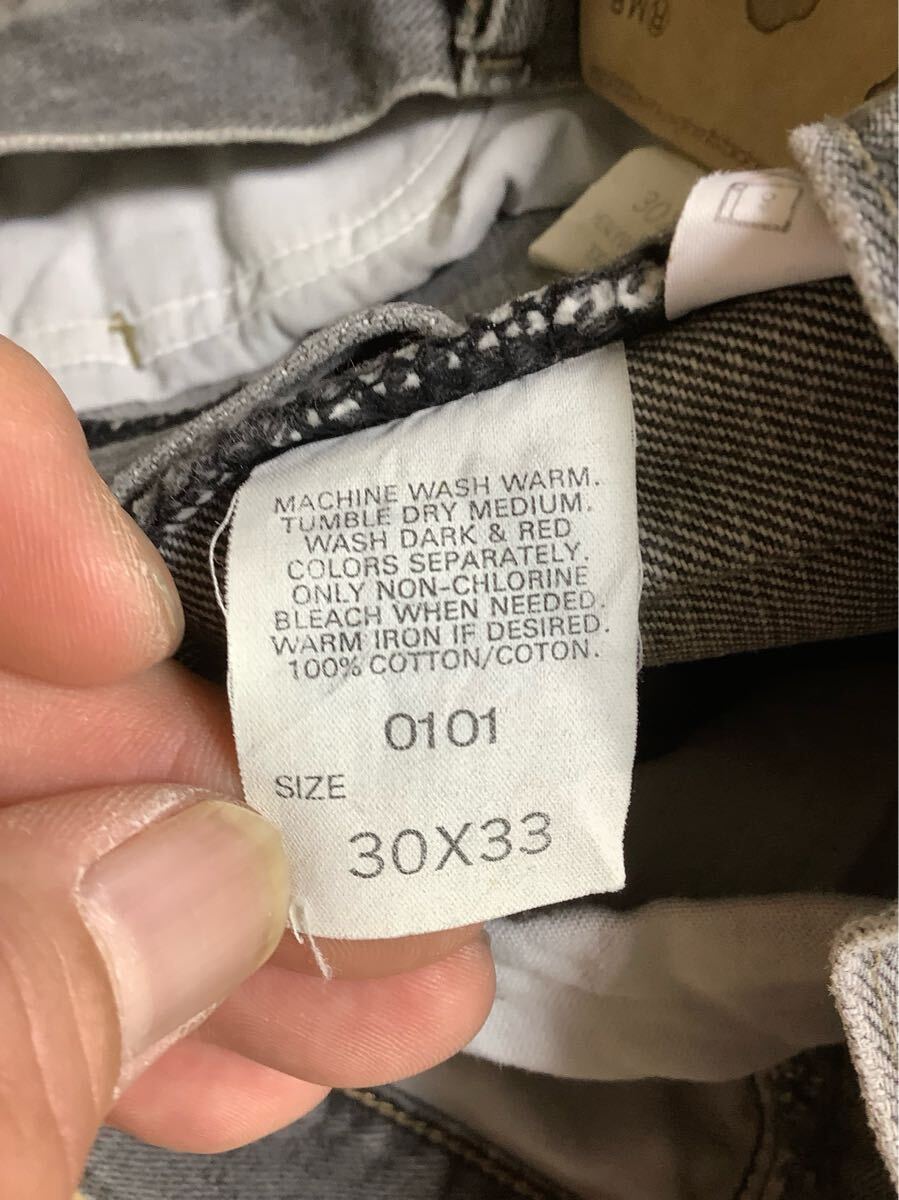 MACHINE WASH WARM.
TUMBLE DRY MEDIUM.
WASH DARK & RED
COLORS SEPARATELY.
ONLY NON-CHLORINE
BLEACH WHEN NEEDED.
WARM IRON IF DESIRED.
100% COTTON/COTON.
0101
SIZE
30X33